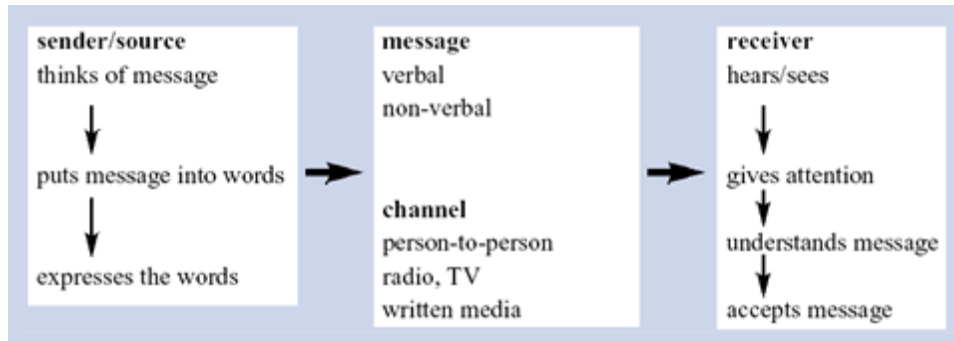 sender/source
thinks of message
puts message into words
expresses the words
message
verbal
non-verbal
channel
person-to-person
radio, TV
written media
receiver
hears/sees
gives attention
understands message
accepts message